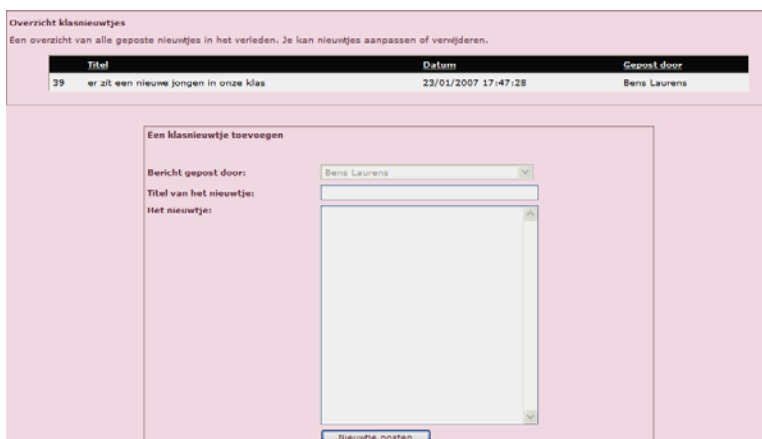 Overzicht klasnieuwtjes
Een overzicht van alle geposte nieuwtjes in het verleden. Je kan nieuwtjes aanpassen of verwijderen.
Titel Datum Gepost door
39 er zit een nieuwe jongen in onze klas 23/01/2007 17:47:28 Bens Laurens
Een klasnieuwtje toevoegen
Bericht gepost door: Bens Laurens
Titel van het nieuwtje:
Het nieuwtje:
Nieuwtje posten